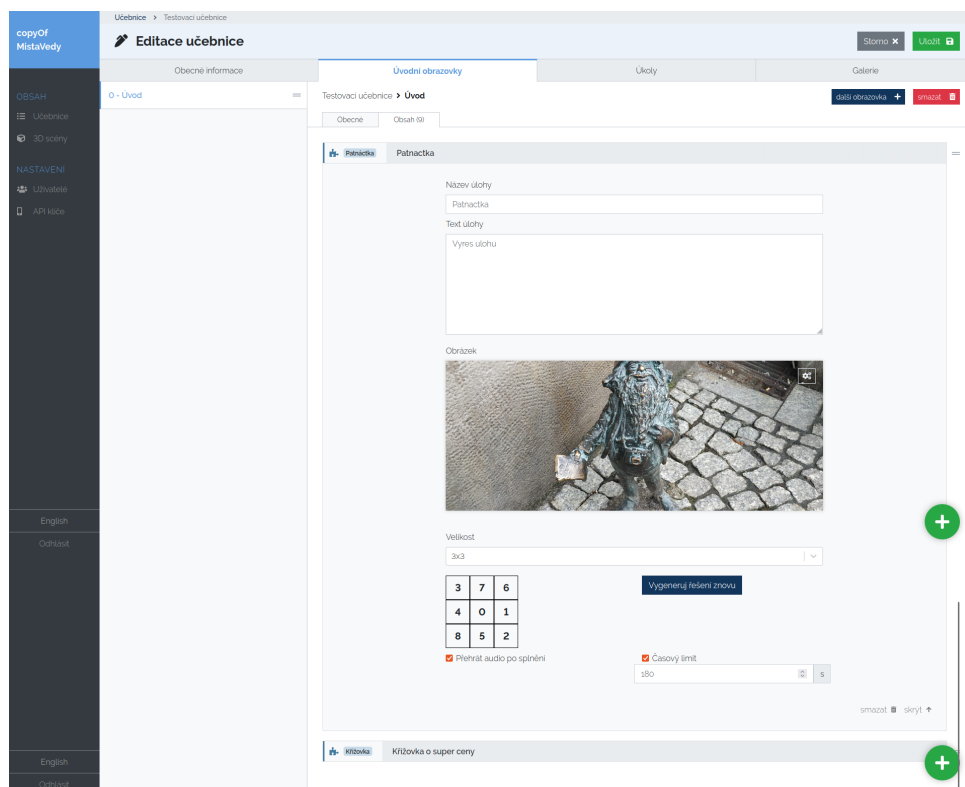 copyOf
MistaVedy
OBSAH
Učebnice
3D scény
NASTAVENÍ
Uživatelé
API klíče
English
Odhlásit
English
Odhlásit
Učebnice > Testovací učebnice
Editace učebnice
Storno
Uložit
Obecné informace
Úvodní obrazovky
Úkoly
Galerie
0 - Úvod
Testovací učebnice > Úvod
další obrazovka
smazat
Obecné
Obsah (9)
Patnáctka
Patnactka
Název úlohy
Patnactka
Text úlohy
Vyres ulohu
Obrázek
Velikost
3x3
3 7 6
4 0 1
8 5 2
Vygeneruj řešení znovu
Přehrát audio po splnění
Časový limit
180
s
smazat
skrýt
Křížovka
Křížovka o super ceny